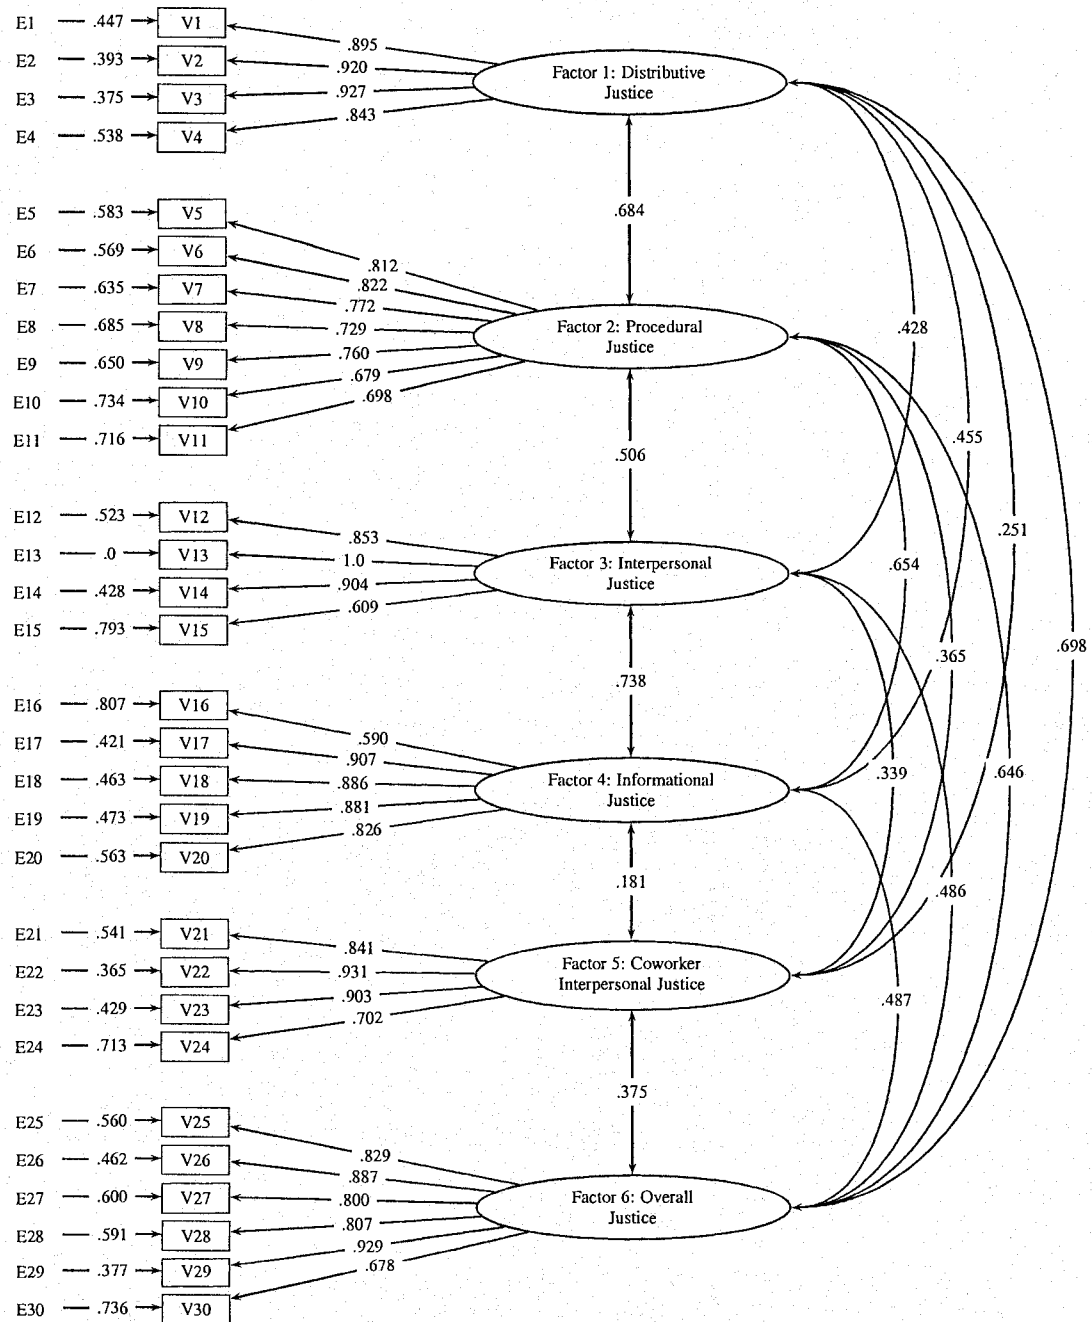 E1 .447 V1
.895
E2 .393 V2
.920
E3 .375 V3
.927
E4 .538 V4
.843
Factor 1: Distributive
Justice
.684
E5 .583 V5
.812
E6 .569 V6
.822
E7 .635 V7
.772
E8 .685 V8
.729
E9 .650 V9
.760
E10 .734 V10
.679
E11 .716 V11
.698
Factor 2: Procedural
Justice
.428
.455
.506
.251
E12 .523 V12
.853
E13 .0 V13
1.0
E14 .428 V14
.904
E15 .793 V15
.609
Factor 3: Interpersonal
Justice
.654
.365
.698
.738
E16 .807 V16
.590
E17 .421 V17
.907
E18 .463 V18
.886
E19 .473 V19
.881
E20 .563 V20
.826
Factor 4: Informational
Justice
.339
.646
.181
.486
E21 .541 V21
.841
E22 .365 V22
.931
E23 .429 V23
.903
E24 .713 V24
.702
Factor 5: Coworker
Interpersonal Justice
.487
.375
E25 .560 V25
.829
E26 .462 V26
.887
E27 .600 V27
.800
E28 .591 V28
.807
E29 .377 V29
.929
E30 .736 V30
.678
Factor 6: Overall
Justice